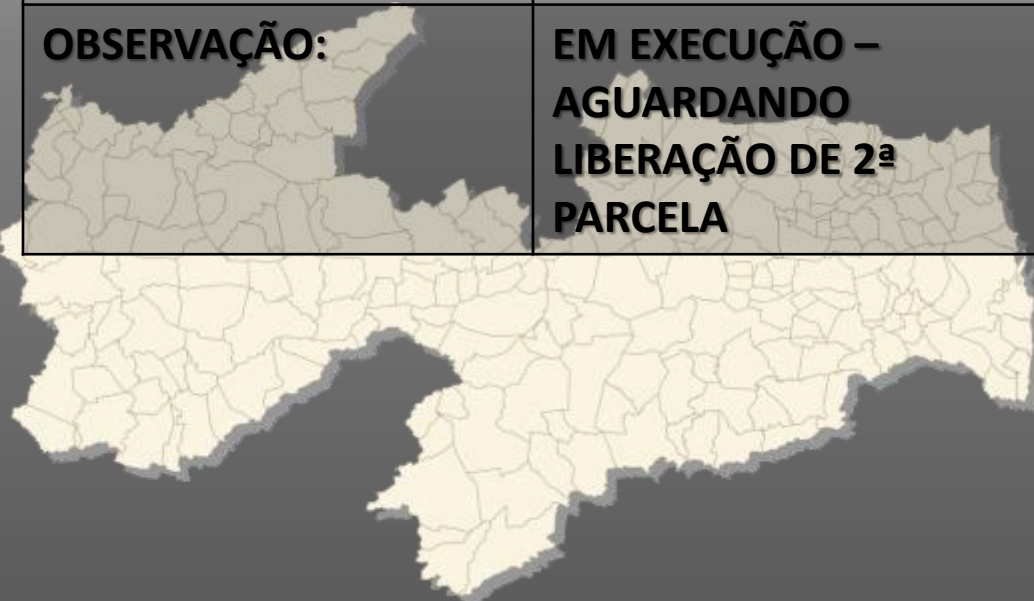 OBSERVAÇÃO:
EM EXECUÇÃO –
AGUARDANDO
LIBERAÇÃO DE 2ª
PARCELA